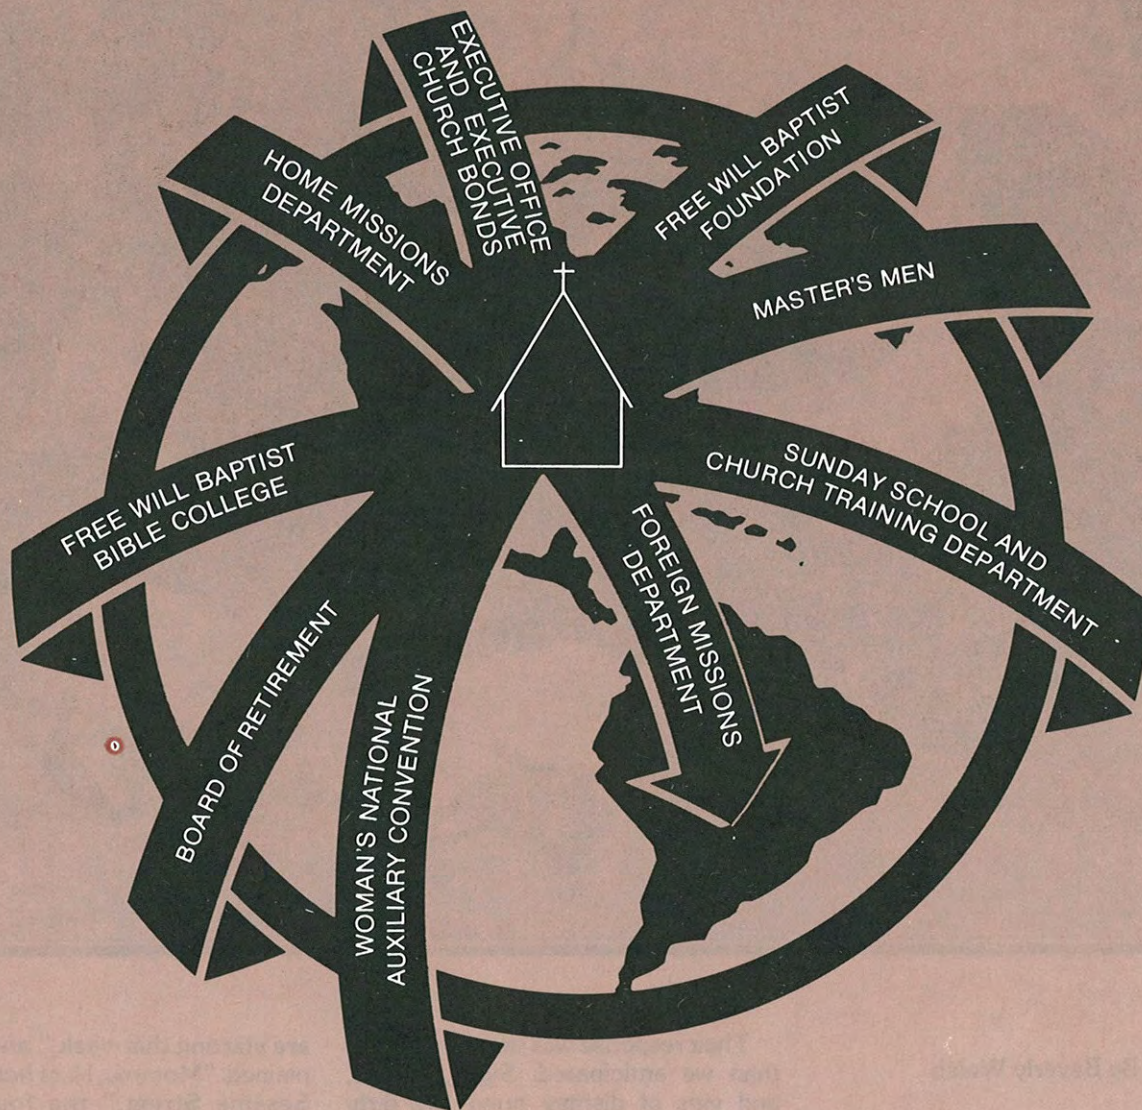 EXECUTIVE OFFICE
AND EXECUTIVE
CHURCH BONDS
FREE WILL BAPTIST
FOUNDATION
HOME MISSIONS
DEPARTMENT
MASTER'S MEN
SUNDAY SCHOOL AND
CHURCH TRAINING DEPARTMENT
FREE WILL BAPTIST
BIBLE COLLEGE
FOREIGN MISSIONS
DEPARTMENT
BOARD OF RETIREMENT
WOMAN'S NATIONAL
AUXILIARY CONVENTION